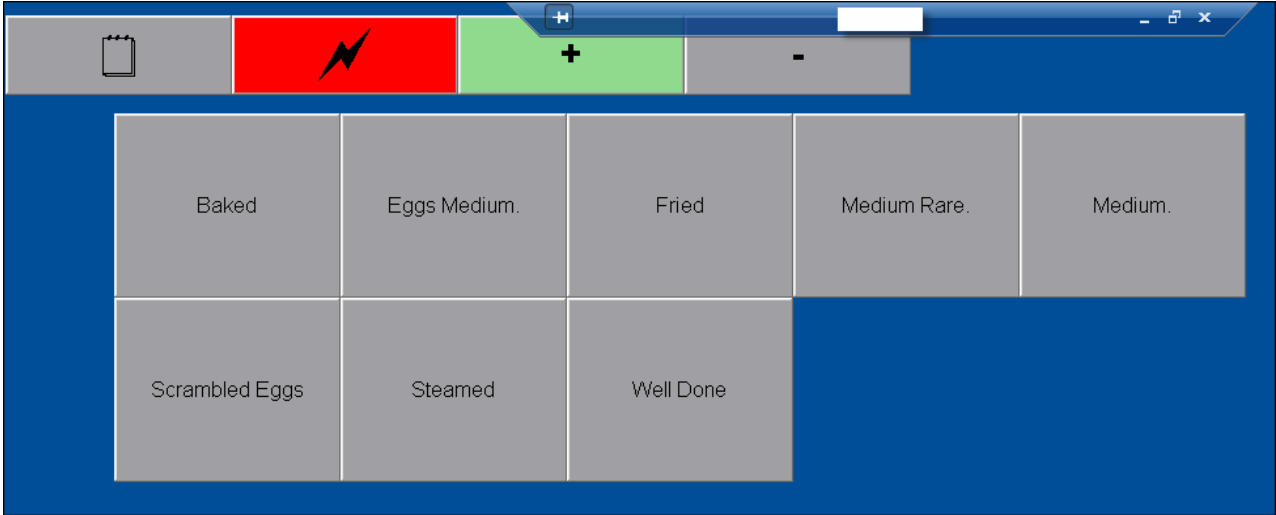 +
-
Baked
Eggs Medium.
Fried
Medium Rare.
Medium.
Scrambled Eggs
Steamed
Well Done